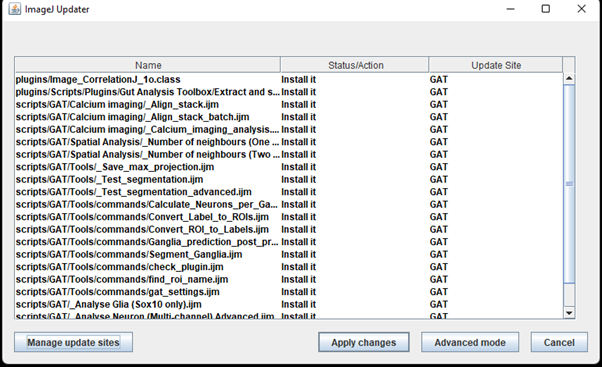 ImageJ Updater
Name Status/Action Update Site
plugins/Image_CorrelationJ_1o.class Install it GAT
plugins/Scripts/Plugins/Gut Analysis Toolbox/Extract and s... Install it GAT
scripts/GAT/Calcium imaging/_Align_stack.ijm Install it GAT
scripts/GAT/Calcium imaging/_Align_stack_batch.ijm Install it GAT
scripts/GAT/Calcium imaging/_Calcium_imaging_analysis.... Install it GAT
scripts/GAT/Spatial Analysis/_Number of neighbours (One ... Install it GAT
scripts/GAT/Spatial Analysis/_Number of neighbours (Two ... Install it GAT
scripts/GAT/Tools/_Save_max_projection.ijm Install it GAT
scripts/GAT/Tools/_Test_segmentation.ijm Install it GAT
scripts/GAT/Tools/_Test_segmentation_advanced.ijm Install it GAT
scripts/GAT/Tools/commands/Calculate_Neurons_per_Ga... Install it GAT
scripts/GAT/Tools/commands/Convert_Label_to_ROIs.ijm Install it GAT
scripts/GAT/Tools/commands/Convert_ROI_to_Labels.ijm Install it GAT
scripts/GAT/Tools/commands/Ganglia_prediction_post_pr... Install it GAT
scripts/GAT/Tools/commands/Segment_Ganglia.ijm Install it GAT
scripts/GAT/Tools/commands/check_plugin.ijm Install it GAT
scripts/GAT/Tools/commands/find_roi_name.ijm Install it GAT
scripts/GAT/Tools/commands/gat_settings.ijm Install it GAT
scripts/GAT/_Analyse Glia (Sox10 only).ijm Install it GAT
scripts/GAT/_Analyse Neuron (Multi-channel) Advanced.ijm Install it GAT
Manage update sites Apply changes Advanced mode Cancel